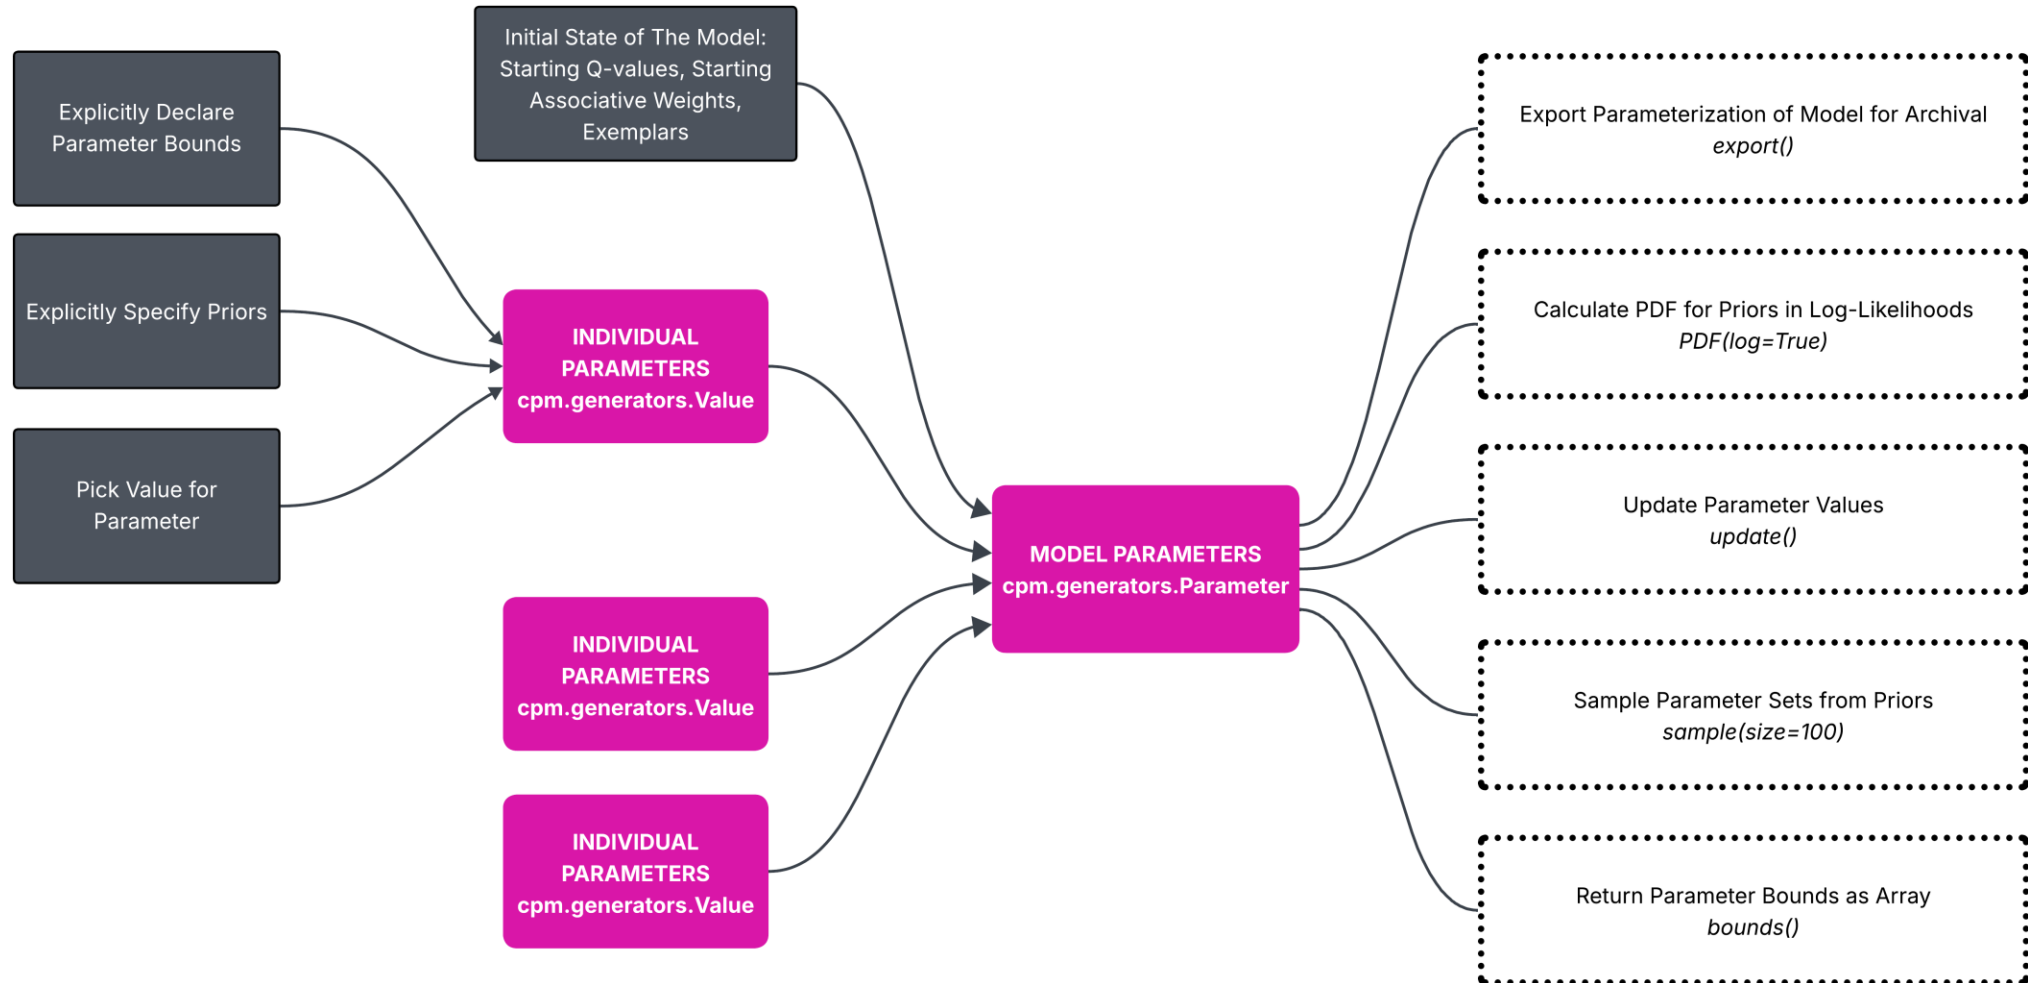 Explicitly Declare
Parameter Bounds
Explicitly Specify Priors
Pick Value for
Parameter
Initial State of The Model:
Starting Q-values, Starting
Associative Weights,
Exemplars
INDIVIDUAL
PARAMETERS
cpm.generators.Value
INDIVIDUAL
PARAMETERS
cpm.generators.Value
INDIVIDUAL
PARAMETERS
cpm.generators.Value
MODEL PARAMETERS
cpm.generators.Parameter
Export Parameterization of Model for Archival
export()
Calculate PDF for Priors in Log-Likelihoods
PDF(log=True)
Update Parameter Values
update()
Sample Parameter Sets from Priors
sample(size=100)
Return Parameter Bounds as Array
bounds()